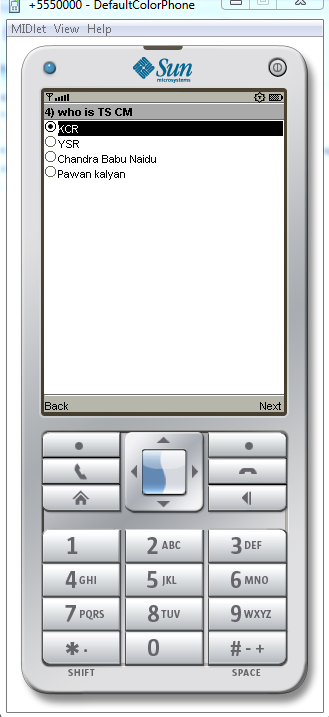 +5550000 - DefaultColorPhone
MIDlet View Help
Sun
microsystems
4) who is TS CM
KCR
YSR
Chandra Babu Naidu
Pawan kalyan
Back Next
1 2 ABC 3 DEF
4 GHI 5 JKL 6 MNO
7 PQRS 8 TUV 9 WXYZ
* . 0 # - +
SHIFT SPACE